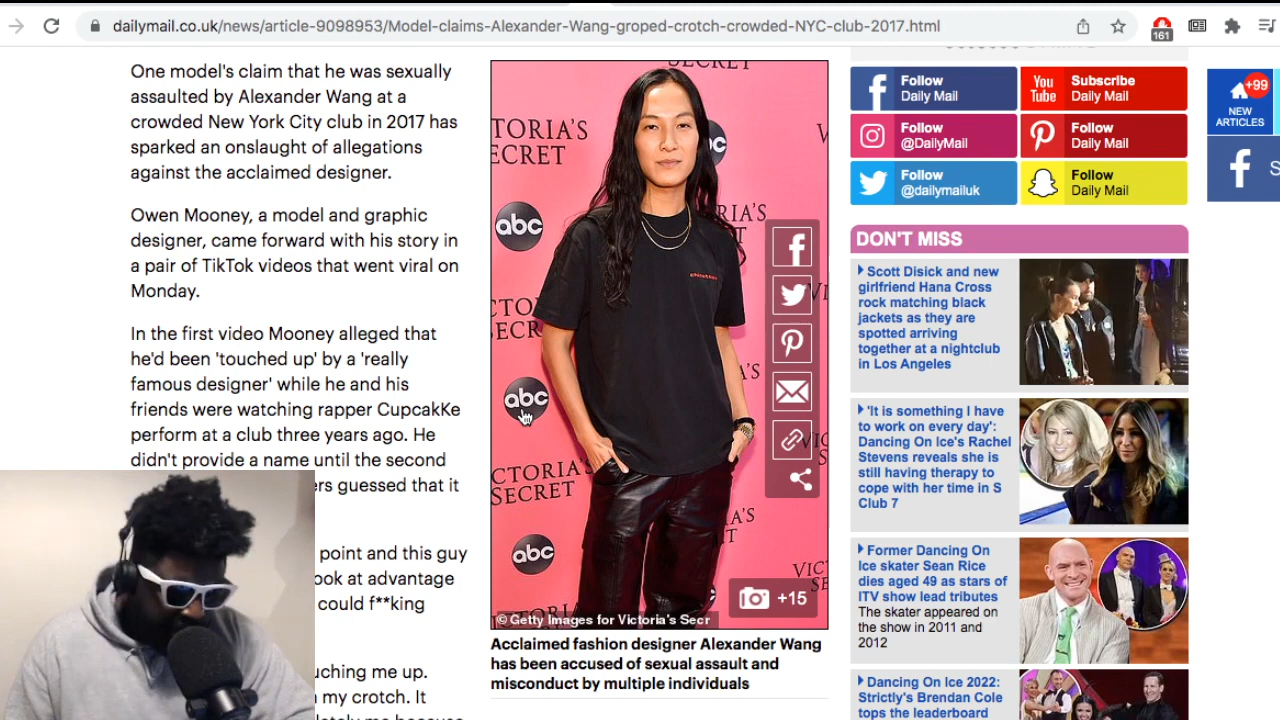 dailymail.co.uk/news/article-9098953/Model-claims-Alexander-Wang-groped-crotch-crowded-NYC-club-2017.html
161
One model's claim that he was sexually
assaulted by Alexander Wang at a
crowded New York City club in 2017 has
sparked an onslaught of allegations
against the acclaimed designer.
Owen Mooney, a model and graphic
designer, came forward with his story in
a pair of TikTok videos that went viral on
Monday.
In the first video Mooney alleged that
he'd been 'touched up' by a 'really
famous designer' while he and his
friends were watching rapper CupcakKe
perform at a club three years ago. He
didn't provide a name until the second
guessed that it
point and this guy
advantage
could f**king
me up.
my crotch. It
SECRET
TORIA'S
ECRET
abc
RIA'S
abc
CTORIA'S
SECRET
abc
+15
© Getty Images for Victoria's Secr
Acclaimed fashion designer Alexander Wang
has been accused of sexual assault and
misconduct by multiple individuals
Follow
Daily Mail
You
Tube
Subscribe
Daily Mail
Follow
@DailyMail
Follow
Daily Mail
Follow
@dailymailuk
Follow
Daily Mail
+99
NEW
ARTICLES
DON'T MISS
Scott Disick and new
girlfriend Hana Cross
rock matching black
jackets as they are
spotted arriving
together at a nightclub
in Los Angeles
'It is something I have
to work on every day':
Dancing On Ice's Rachel
Stevens reveals she is
still having therapy to
cope with her time in S
Club 7
Former Dancing On
Ice skater Sean Rice
dies aged 49 as stars of
ITV show lead tributes
The skater appeared on
the show in 2011 and
2012
Dancing On Ice 2022:
Strictly's Brendan Cole
tops the leaderboard